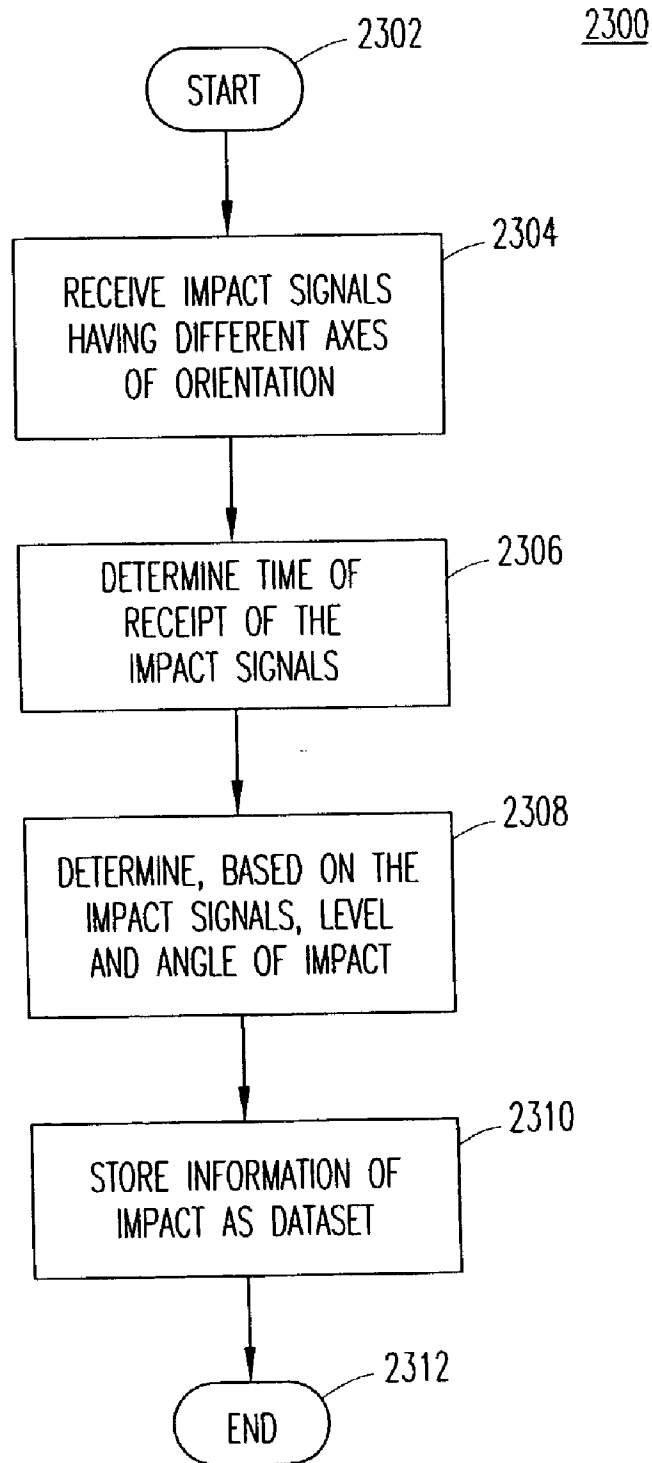 2300
2302
START
2304
RECEIVE IMPACT SIGNALS
HAVING DIFFERENT AXES
OF ORIENTATION
2306
DETERMINE TIME OF
RECEIPT OF THE
IMPACT SIGNALS
2308
DETERMINE, BASED ON THE
IMPACT SIGNALS, LEVEL
AND ANGLE OF IMPACT
2310
STORE INFORMATION OF
IMPACT AS DATASET
2312
END